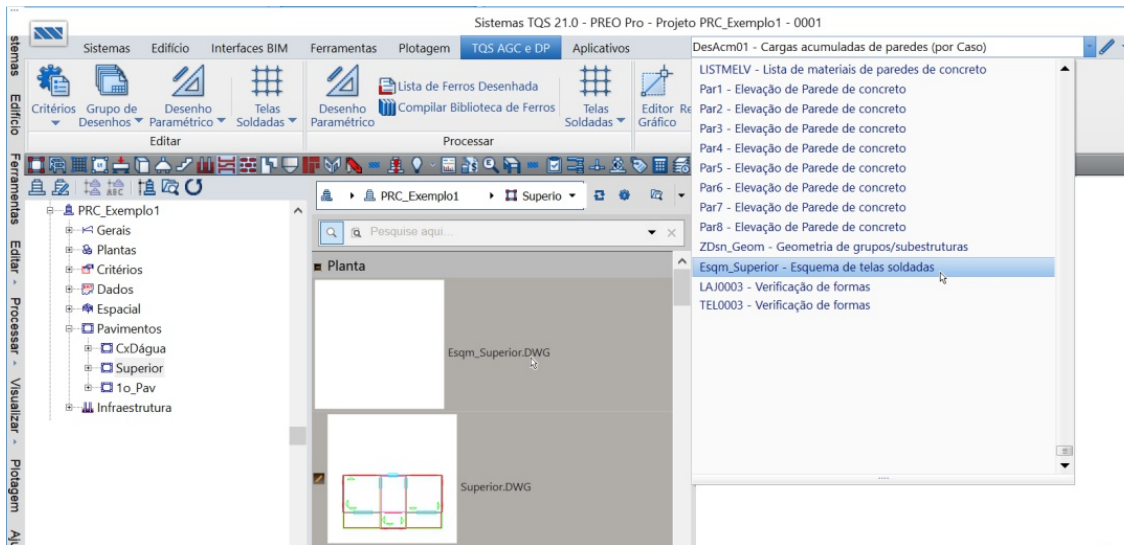 Sistemas TQS 21.0 - PREO Pro - Projeto PRC_Exemplo1 - 0001
Sistemas Edifício Interfaces BIM Ferramentas Plotagem TQS AGC e DP Aplicativos
DesAcm01 - Cargas acumuladas de paredes (por Caso)
Critérios
Grupo de Desenhos
Desenho Paramétrico
Telas Soldadas
Editar
Desenho Paramétrico
Lista de Ferros Desenhada
Compilar Biblioteca de Ferros
Telas Soldadas
Editor Gráfico
Re
Processar
LISTMELV - Lista de materiais de paredes de concreto
Par1 - Elevação de Parede de concreto
Par2 - Elevação de Parede de concreto
Par3 - Elevação de Parede de concreto
Par4 - Elevação de Parede de concreto
Par5 - Elevação de Parede de concreto
Par6 - Elevação de Parede de concreto
Par7 - Elevação de Parede de concreto
Par8 - Elevação de Parede de concreto
ZDsn_Geom - Geometria de grupos/subestruturas
Esqm_Superior - Esquema de telas soldadas
LAJ0003 - Verificação de formas
TEL0003 - Verificação de formas
stemas
Edifício
Ferramentas
Editar
Processar
Visualizar
Plotagem
Aju
ABC
PRC_Exemplo1
Gerais
Plantas
Critérios
Dados
Espacial
Pavimentos
CxDágua
Superior
1o_Pav
Infraestrutura
PRC_Exemplo1 Superio
Pesquise aqui...
Planta
Esqm_Superior.DWG
Superior.DWG